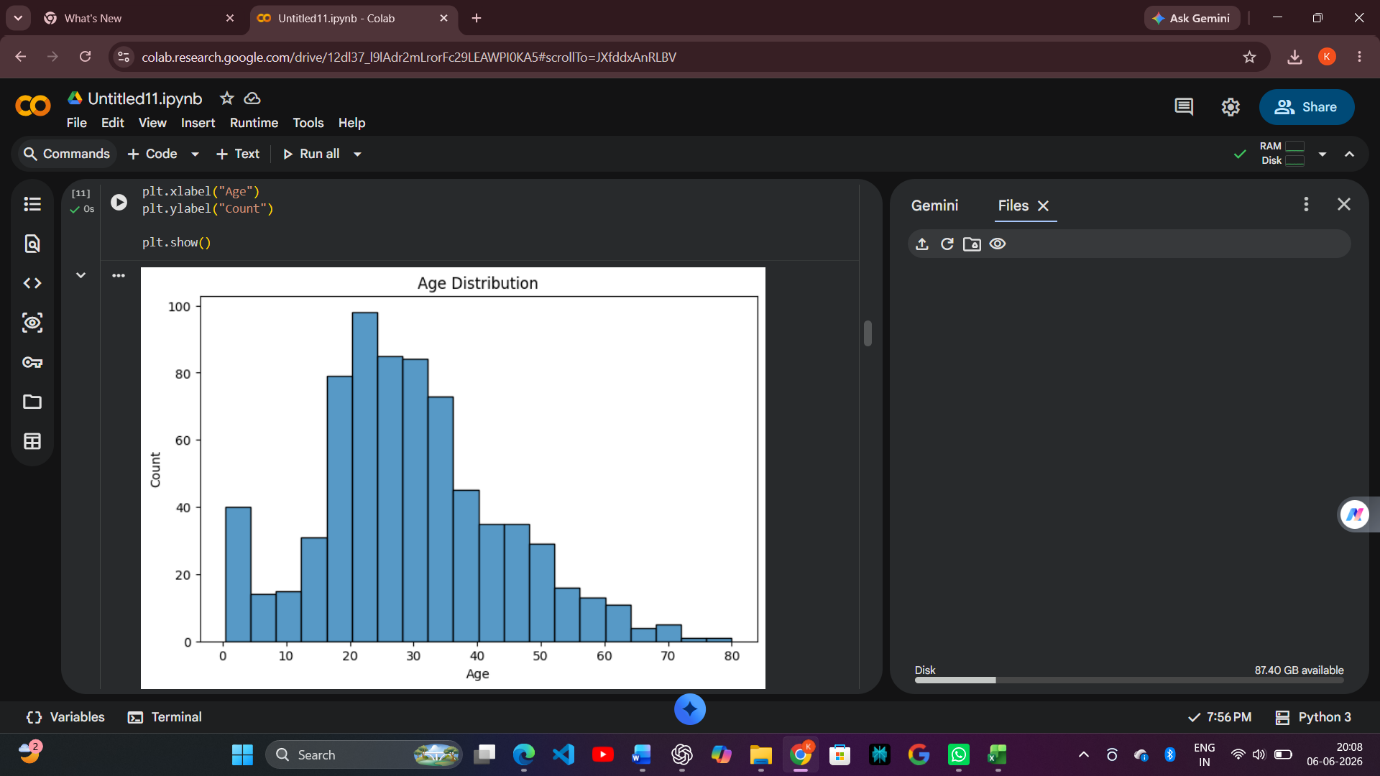 What's New
Untitled11.ipynb - Colab
Ask Gemini
colab.research.google.com/drive/12dl37_l9lAdr2mLrorFc29LEAWPI0KA5#scrollTo=JXfddxAnRLBV
K
Untitled11.ipynb
File Edit View Insert Runtime Tools Help
Share
Commands + Code + Text Run all
RAM
Disk
[11]
0s
plt.xlabel("Age")
plt.ylabel("Count")
plt.show()
Age Distribution
100
80
60
40
20
0
Count
0 10 20 30 40 50 60 70 80
Age
Gemini
Files
Disk
87.40 GB available
Variables
Terminal
7:56 PM
Python 3
2
Search
K
ENG
IN
20:08
06-06-2026